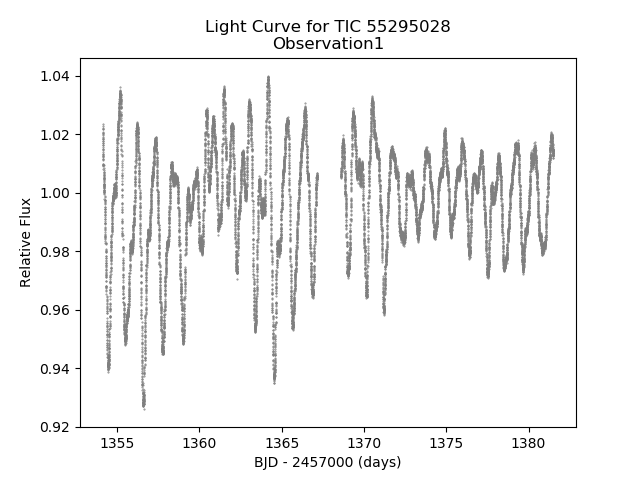 Light Curve for TIC 55295028
Observation1
1.04
1.02
1.00
0.98
0.96
0.94
0.92
Relative Flux
1355 1360 1365 1370 1375 1380
BJD - 2457000 (days)